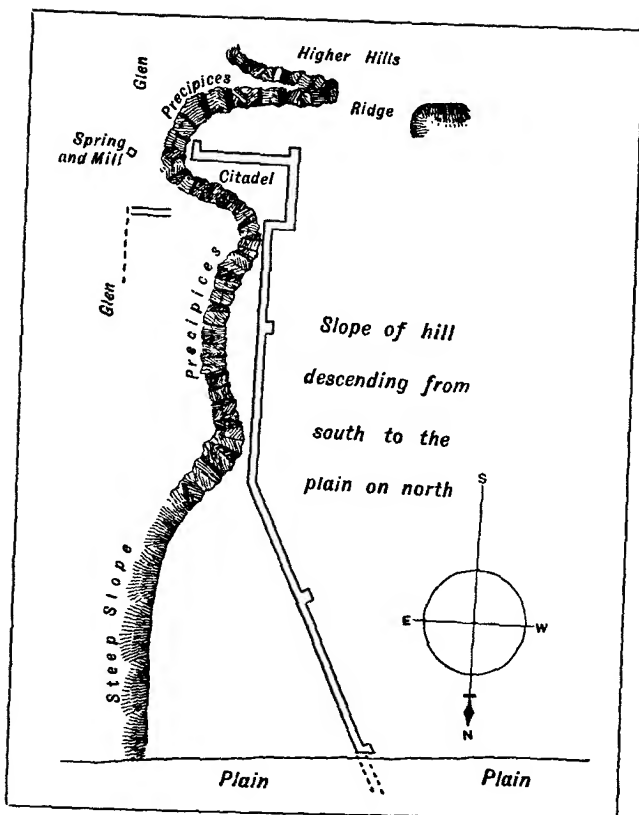 Higher Hills
Glen
Precipices
Ridge
Spring
and Mill
Citadel
Glen
Precipices
Slope of hill
descending from
south to the
plain on north
S
E
W
N
Steep Slope
Plain
Plain